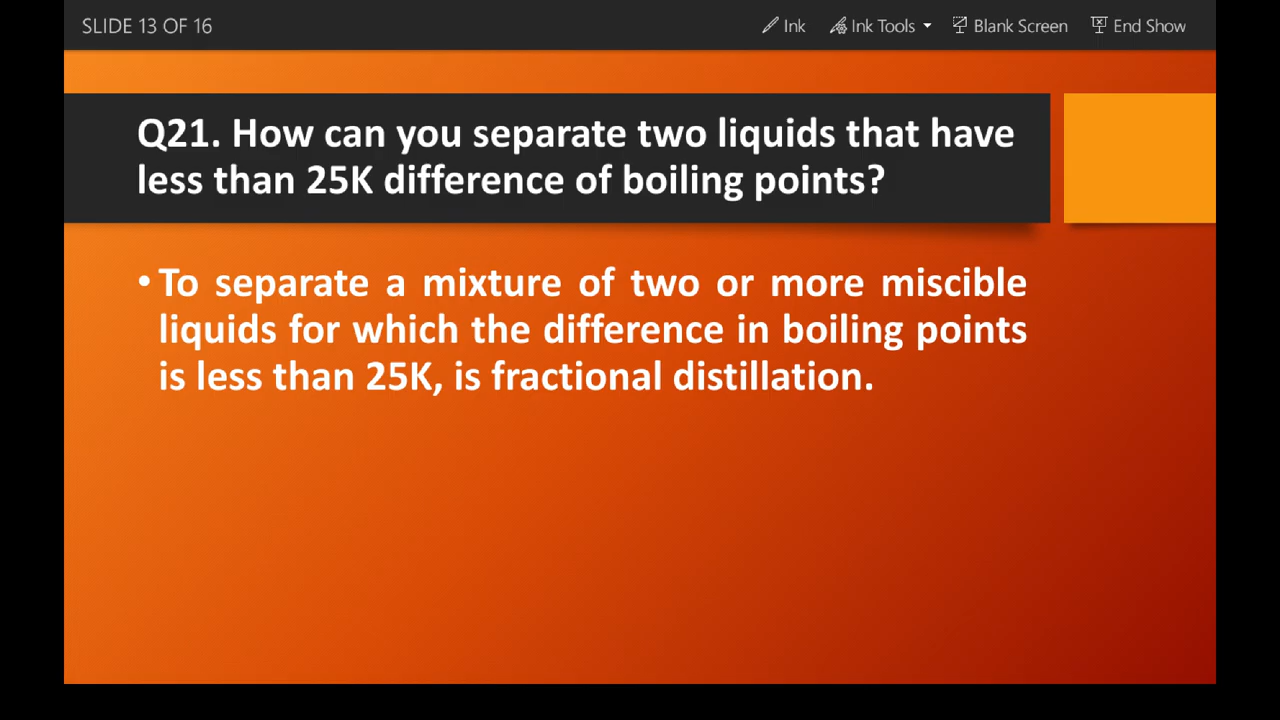 SLIDE 13 OF 16
Ink
Ink Tools
Blank Screen
End Show
Q21. How can you separate two liquids that have
less than 25K difference of boiling points?
• To separate a mixture of two or more miscible
liquids for which the difference in boiling points
is less than 25K, is fractional distillation.